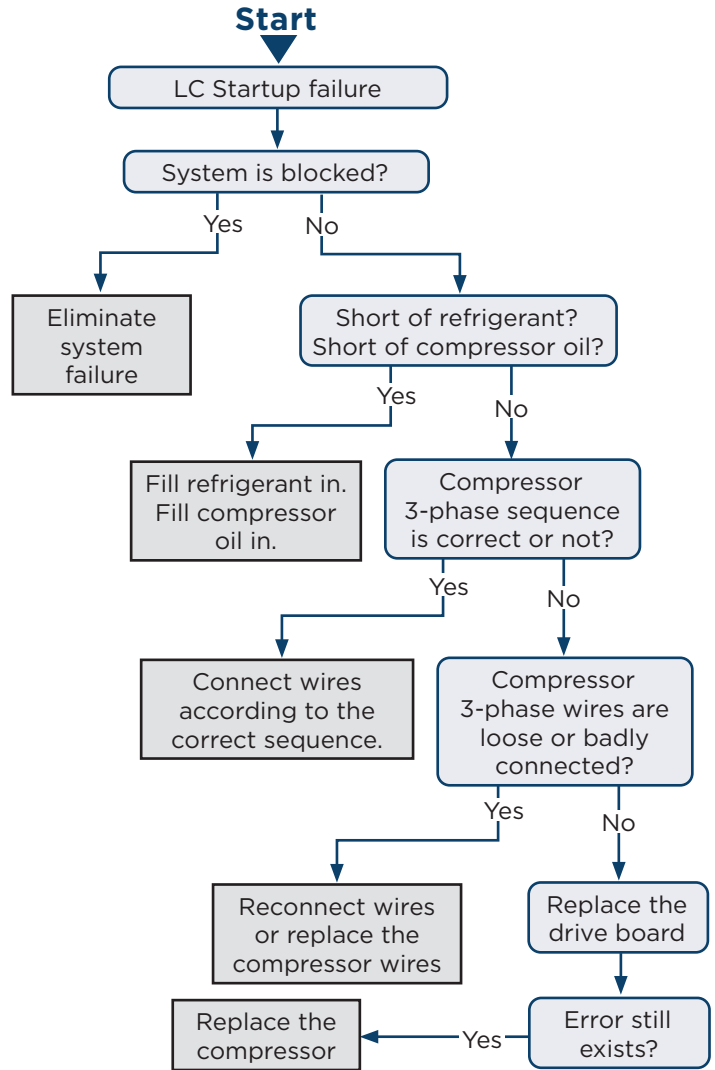 Start
LC Startup failure
System is blocked?
Yes
No
Eliminate
system
failure
Short of refrigerant?
Short of compressor oil?
Yes
No
Fill refrigerant in.
Fill compressor
oil in.
Compressor
3-phase sequence
is correct or not?
Yes
No
Connect wires
according to the
correct sequence.
Compressor
3-phase wires are
loose or badly
connected?
Yes
No
Reconnect wires
or replace the
compressor wires
Replace the
drive board
Error still
exists?
Yes
Replace the
compressor